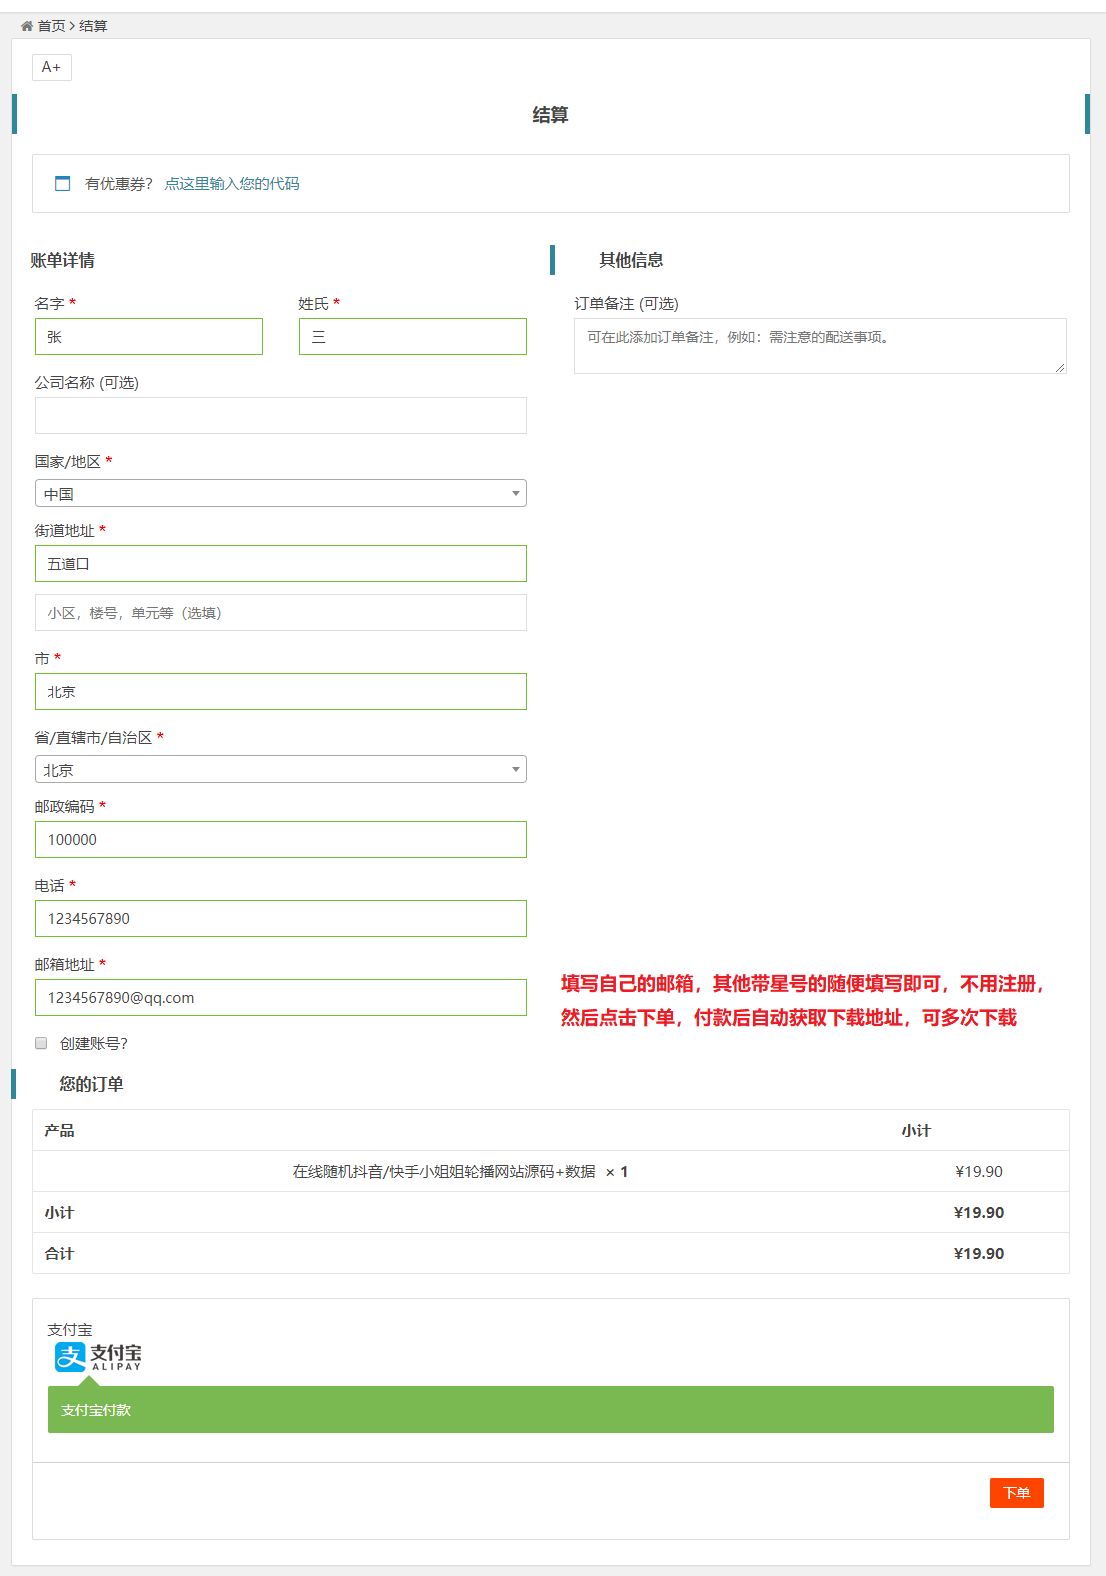 首页 > 结算
A+
结算
有优惠券? 点这里输入您的代码
账单详情
其他信息
名字 *
姓氏 *
订单备注 (可选)
张
三
可在此添加订单备注，例如：需注意的配送事项。
公司名称 (可选)
国家/地区 *
中国
街道地址 *
五道口
小区，楼号，单元等（选填）
市 *
北京
省/直辖市/自治区 *
北京
邮政编码 *
100000
电话 *
1234567890
邮箱地址 *
1234567890@qq.com
填写自己的邮箱，其他带星号的随便填写即可，不用注册，
然后点击下单，付款后自动获取下载地址，可多次下载
创建账号?
您的订单
产品 小计
在线随机抖音/快手小姐姐轮播网站源码+数据 × 1 ¥19.90
小计 ¥19.90
合计 ¥19.90
支付宝
支付宝
ALIPAY
支付宝付款
下单